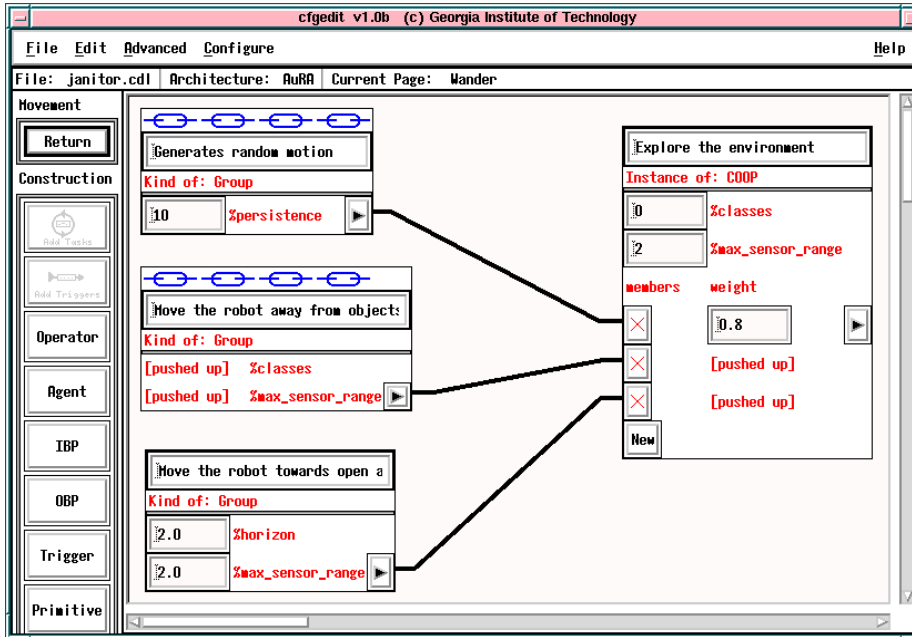 cfgedit v1.0b (c) Georgia Institute of Technology
File Edit Advanced Configure Help
File: janitor.cdl Architecture: AuRA Current Page: Wander
Movement
Return
Construction
Add Tasks
Add Triggers
Operator
Agent
IBP
OBP
Trigger
Primitive
Generates random motion
Kind of: Group
10 %persistence
Move the robot away from objects
Kind of: Group
[pushed up] %classes
[pushed up] %max_sensor_range
Move the robot towards open a
Kind of: Group
2.0 %horizon
2.0 %max_sensor_range
Explore the environment
Instance of: COOP
0 %classes
2 %max_sensor_range
members weight
0.8
[pushed up]
[pushed up]
New